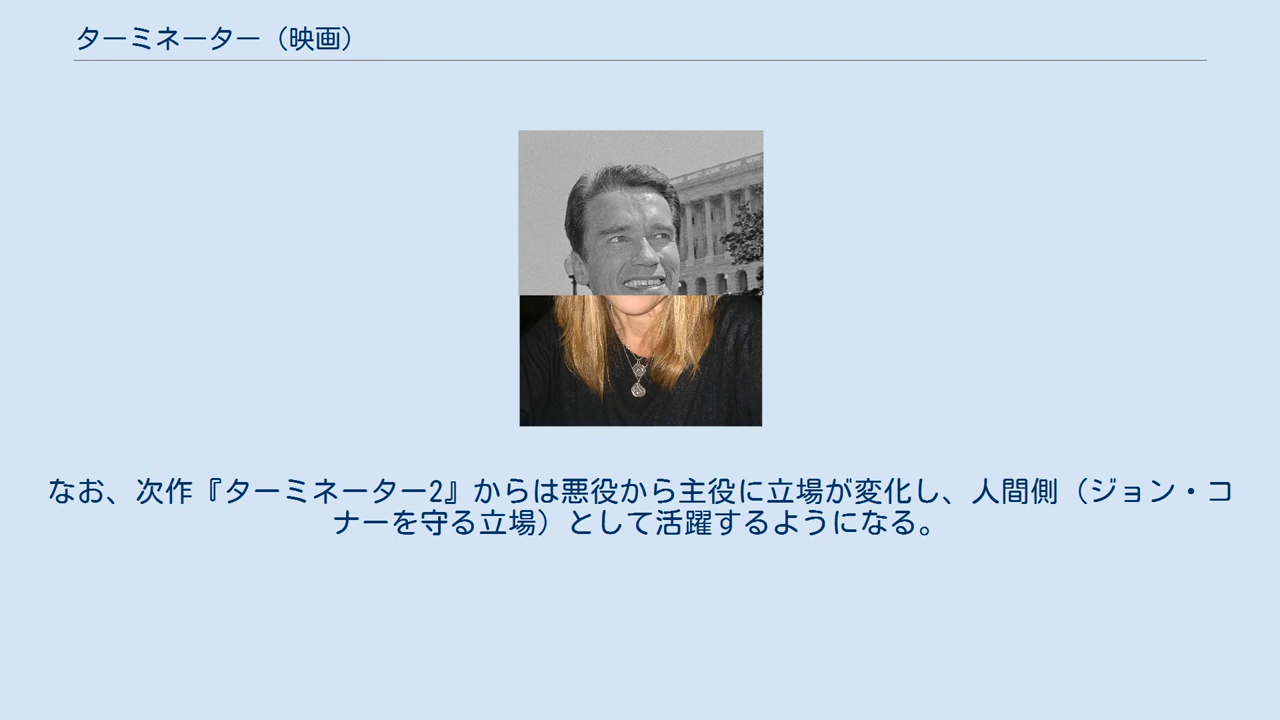 ターミネーター（映画）
なお、次作『ターミネーター2』からは悪役から主役に立場が変化し、人間側（ジョン・コ
ナーを守る立場）として活躍するようになる。